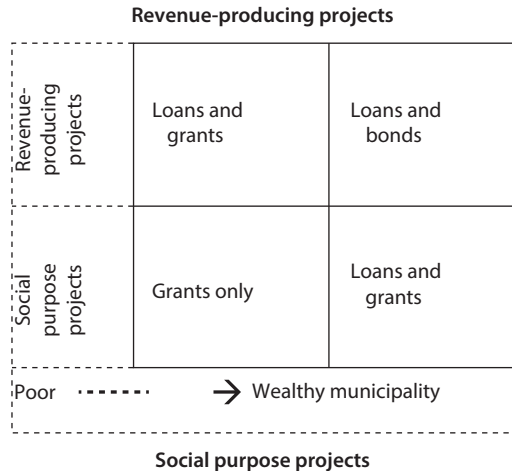 Revenue-producing projects
Revenue-
producing
projects
Loans and
grants
Loans and
bonds
Social
purpose
projects
Grants only
Loans and
grants
Poor
Wealthy municipality
Social purpose projects